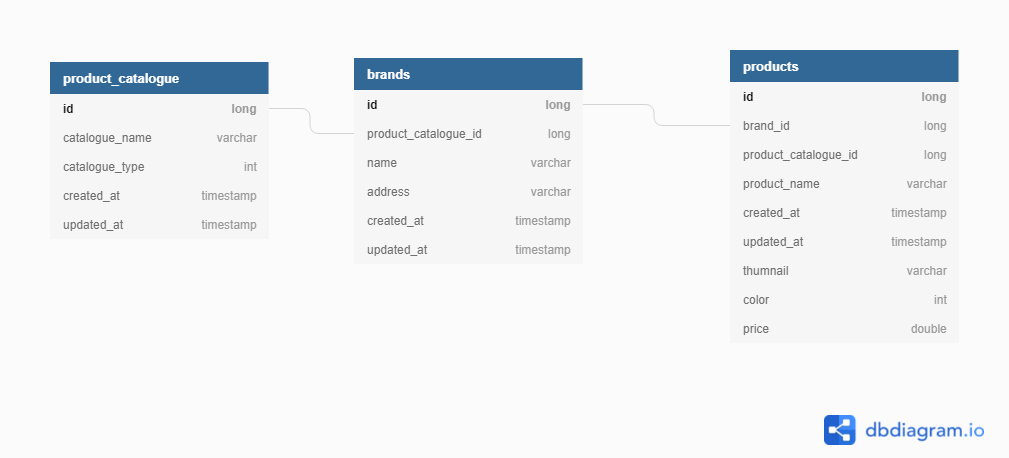 product_catalogue
id long
catalogue_name varchar
catalogue_type int
created_at timestamp
updated_at timestamp
brands
id long
product_catalogue_id long
name varchar
address varchar
created_at timestamp
updated_at timestamp
products
id long
brand_id long
product_catalogue_id long
product_name varchar
created_at timestamp
updated_at timestamp
thumnail varchar
color int
price double
dbdiagram.io